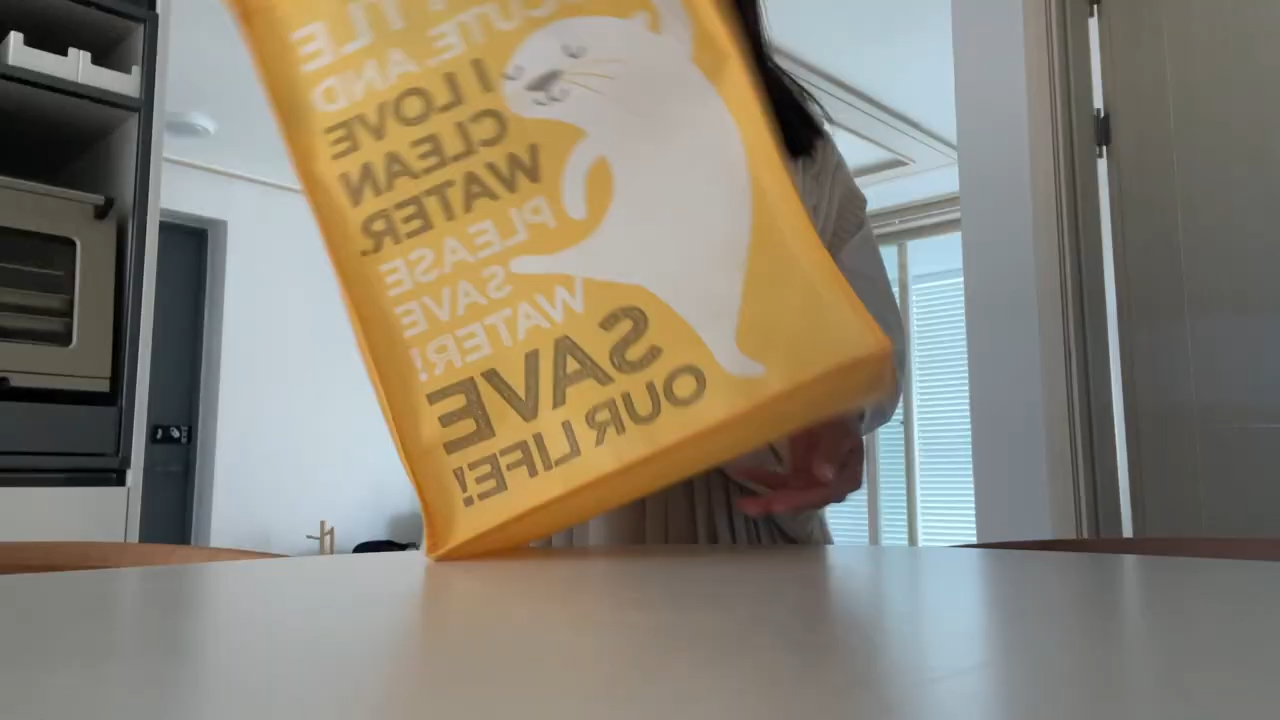 CUTE, AND
I LOVE
CLEAN
WATER.
PLEASE
SAVE
WATER!
SAVE
OUR LIFE!